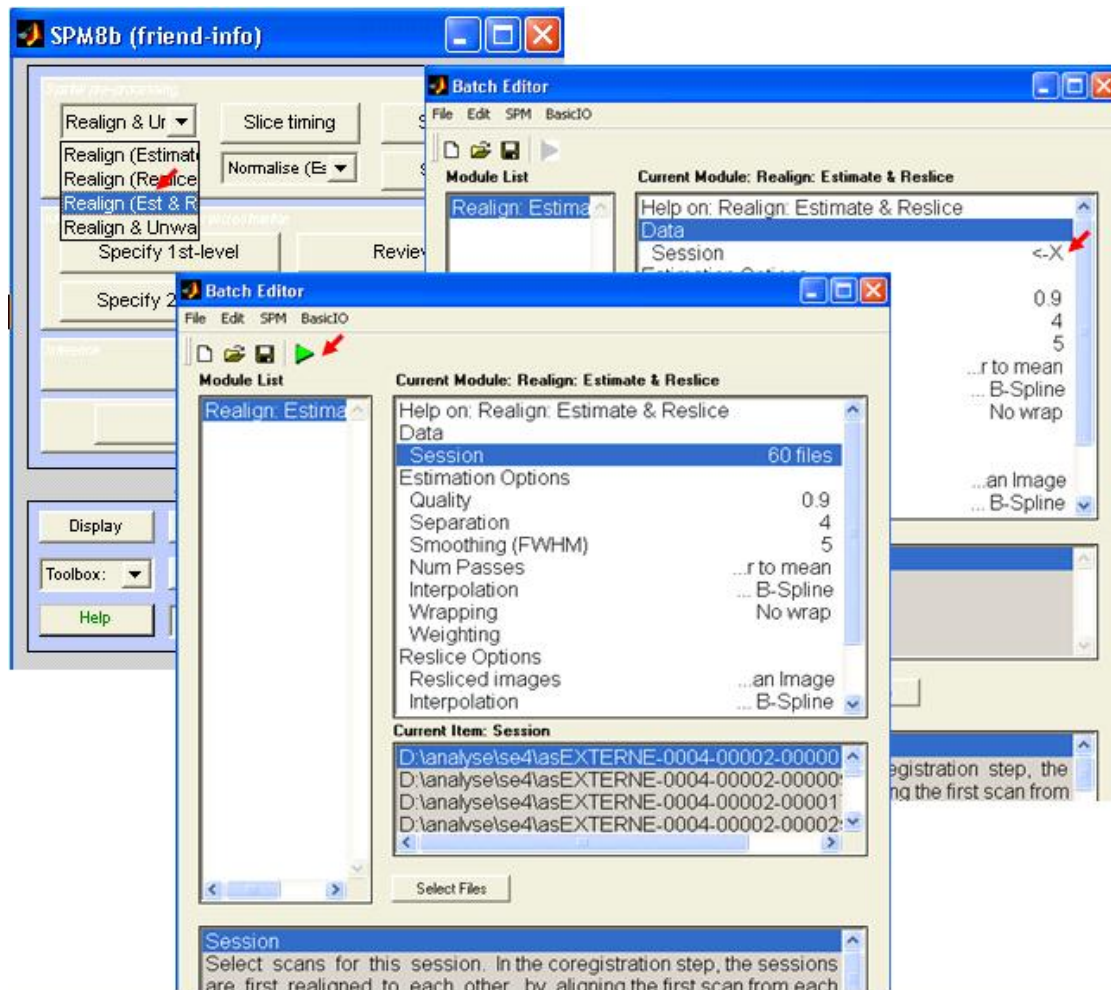 SPM8b (friend-info)
Realign & Ur
Slice timing
Realign (Estimat
Realign (Reslice
Realign (Est & R
Realign & Unwa
Normalise (Es
Specify 1st-level
Review
Specify 2
Display
Toolbox:
Help
Batch Editor
File Edit SPM BasicIO
Module List
Current Module: Realign: Estimate & Reslice
Realign: Estima
Help on: Realign: Estimate & Reslice
Data
Session <-X
0.9
4
5
...r to mean
... B-Spline
No wrap
...an Image
... B-Spline
egistration step, the
ng the first scan from
Batch Editor
File Edit SPM BasicIO
Module List
Current Module: Realign: Estimate & Reslice
Realign: Estima
Help on: Realign: Estimate & Reslice
Data
Session 60 files
Estimation Options
Quality 0.9
Separation 4
Smoothing (FWHM) 5
Num Passes ...r to mean
Interpolation ... B-Spline
Wrapping No wrap
Weighting
Reslice Options
Resliced images ...an Image
Interpolation ... B-Spline
Current Item: Session
D:\analyse\se4\asEXTERNE-0004-00002-00000
D:\analyse\se4\asEXTERNE-0004-00002-00000
D:\analyse\se4\asEXTERNE-0004-00002-00001
D:\analyse\se4\asEXTERNE-0004-00002-00002
Select Files
Session
Select scans for this session. In the coregistration step, the sessions
are first realigned to each other, by aligning the first scan from each